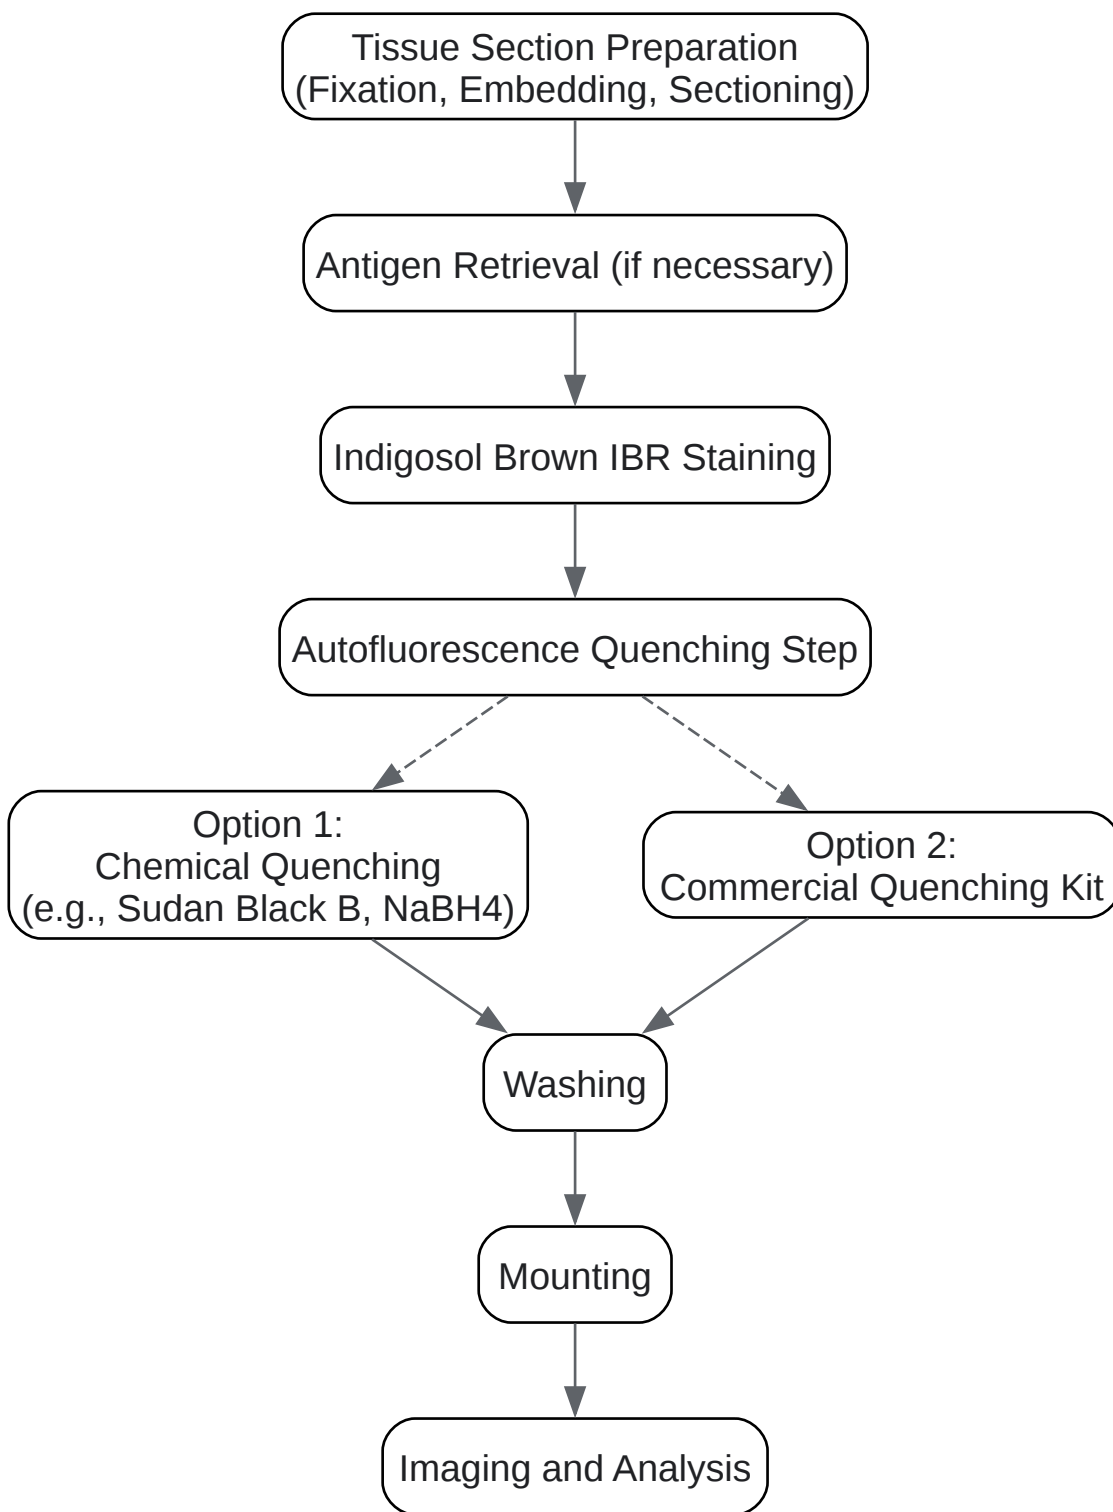 Tissue Section Preparation
(Fixation, Embedding, Sectioning)
Antigen Retrieval (if necessary)
Indigosol Brown IBR Staining
Autofluorescence Quenching Step
Option 1:
Chemical Quenching
(e.g., Sudan Black B, NaBH4)
Option 2:
Commercial Quenching Kit
Washing
Mounting
Imaging and Analysis